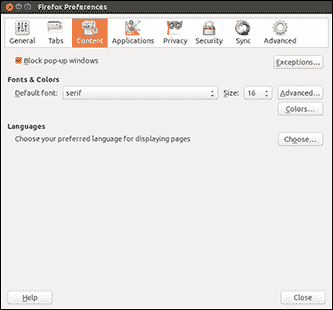 Firefox Preferences
General Tabs Content Applications Privacy Security Sync Advanced
Block pop-up windows Exceptions...
Fonts & Colors
Default font: serif Size: 16 Advanced...
Colors...
Languages
Choose your preferred language for displaying pages Choose...
Help Close